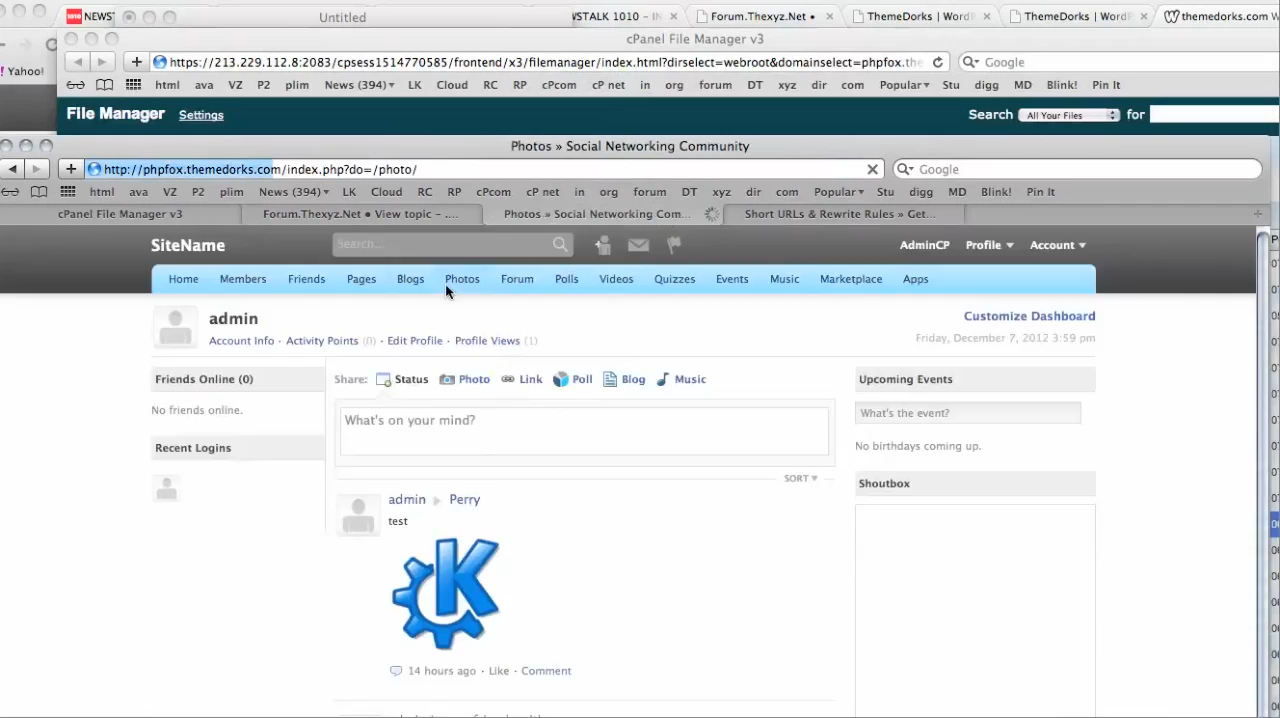 NEWS'
Untitled
WSTALK 1010 – IN
Forum.Thexyz.Net •
ThemeDorks | WordP
ThemeDorks | WordP
themedorks.com W
cPanel File Manager v3
https://213.229.112.8:2083/cpsess1514770585/frontend/x3/filemanager/index.html?dirselect=webroot&domainselect=phpfox.the
Google
Yahoo!
html ava VZ P2 plim News (394) LK Cloud RC RP cPcom cP net in org forum DT xyz dir com Popular Stu digg MD Blink! Pin It
File Manager Settings Search All Your Files for
Photos » Social Networking Community
http://phpfox.themedorks.com/index.php?do=/photo/
Google
html ava VZ P2 plim News (394) LK Cloud RC RP cPcom cP net in org forum DT xyz dir com Popular Stu digg MD Blink! Pin It
cPanel File Manager v3 Forum.Thexyz.Net • View topic – .... Photos » Social Networking Com... Short URLs & Rewrite Rules » Get...
SiteName Search... AdminCP Profile Account
Home Members Friends Pages Blogs Photos Forum Polls Videos Quizzes Events Music Marketplace Apps
admin
Customize Dashboard
Account Info · Activity Points (0) · Edit Profile · Profile Views (1)
Friday, December 7, 2012 3:59 pm
Friends Online (0)
No friends online.
Recent Logins
Share: Status Photo Link Poll Blog Music
What's on your mind?
SORT
admin Perry
test
14 hours ago · Like · Comment
Upcoming Events
What's the event?
No birthdays coming up.
Shoutbox